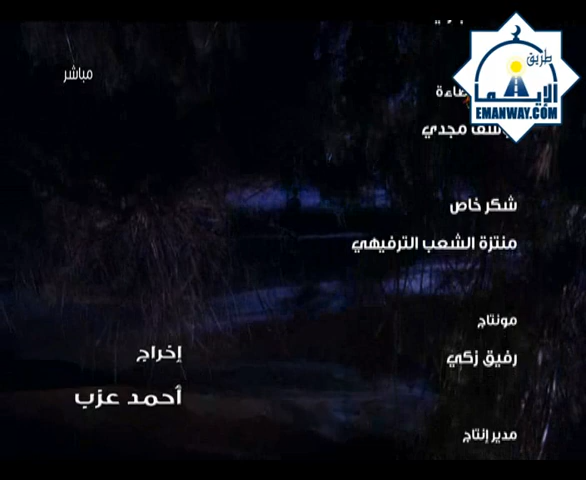 طريق
الإيمان
EMANWAY.COM
مباشر
مجدي
شكر خاص
منتزة الشعب الترفيهي
مونتاج
رفيق زكي
إخراج
أحمد عزب
مدير إنتاج